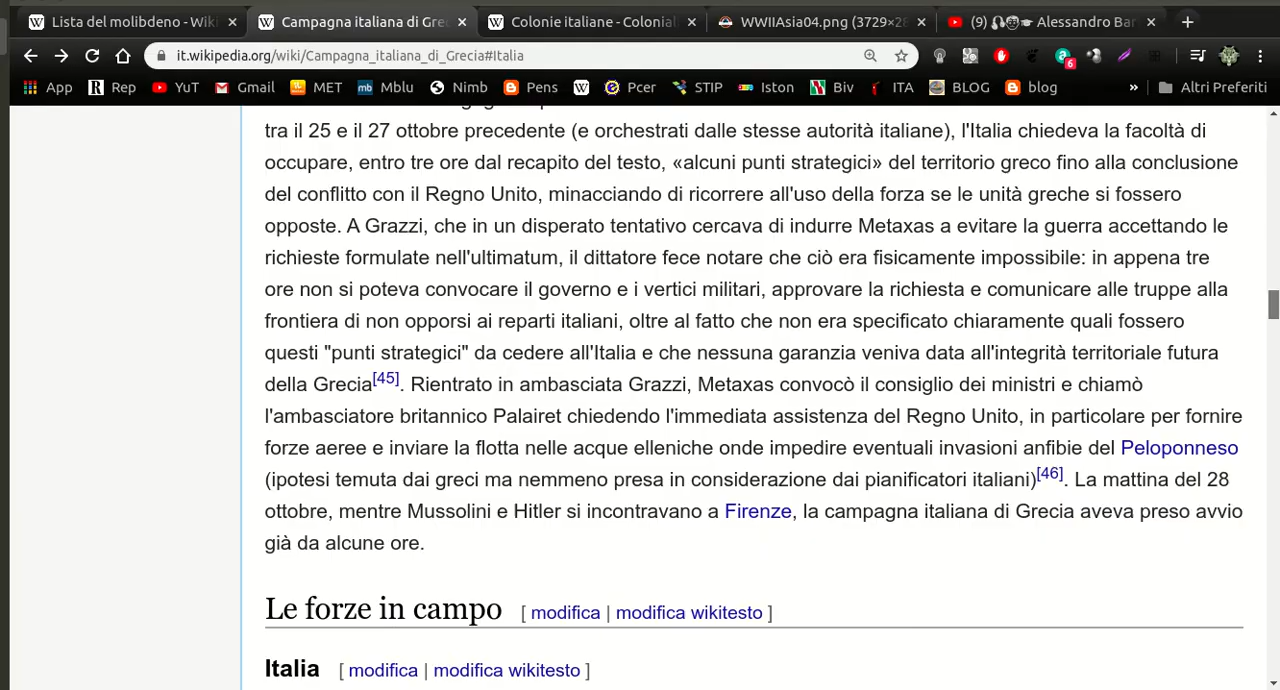 Lista del molibdeno - Wiki
Campagna italiana di Gre
Colonie italiane - Colonial
WWIIAsia04.png (3729×28
(9) Alessandro Bar
it.wikipedia.org/wiki/Campagna_italiana_di_Grecia#Italia
6
App Rep YuT Gmail MET Mblu Nimb Pens Pcer STIP Iston Biv ITA BLOG blog » Altri Preferiti
tra il 25 e il 27 ottobre precedente (e orchestrati dalle stesse autorità italiane), l'Italia chiedeva la facoltà di
occupare, entro tre ore dal recapito del testo, «alcuni punti strategici» del territorio greco fino alla conclusione
del conflitto con il Regno Unito, minacciando di ricorrere all'uso della forza se le unità greche si fossero
opposte. A Grazzi, che in un disperato tentativo cercava di indurre Metaxas a evitare la guerra accettando le
richieste formulate nell'ultimatum, il dittatore fece notare che ciò era fisicamente impossibile: in appena tre
ore non si poteva convocare il governo e i vertici militari, approvare la richiesta e comunicare alle truppe alla
frontiera di non opporsi ai reparti italiani, oltre al fatto che non era specificato chiaramente quali fossero
questi "punti strategici" da cedere all'Italia e che nessuna garanzia veniva data all'integrità territoriale futura
della Grecia[45]. Rientrato in ambasciata Grazzi, Metaxas convocò il consiglio dei ministri e chiamò
l'ambasciatore britannico Palairet chiedendo l'immediata assistenza del Regno Unito, in particolare per fornire
forze aeree e inviare la flotta nelle acque elleniche onde impedire eventuali invasioni anfibie del Peloponneso
(ipotesi temuta dai greci ma nemmeno presa in considerazione dai pianificatori italiani)[46]. La mattina del 28
ottobre, mentre Mussolini e Hitler si incontravano a Firenze, la campagna italiana di Grecia aveva preso avvio
già da alcune ore.
Le forze in campo [ modifica | modifica wikitesto ]
Italia [ modifica | modifica wikitesto ]